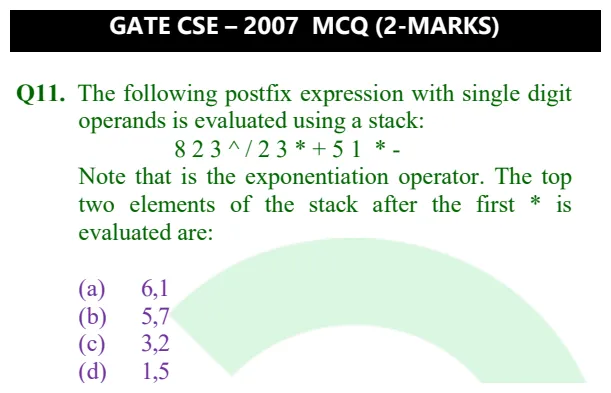 GATE CSE – 2007 MCQ (2-MARKS)
Q11. The following postfix expression with single digit
operands is evaluated using a stack:
8 2 3 ^ / 2 3 * + 5 1 * -
Note that is the exponentiation operator. The top
two elements of the stack after the first * is
evaluated are:
(a) 6,1
(b) 5,7
(c) 3,2
(d) 1,5